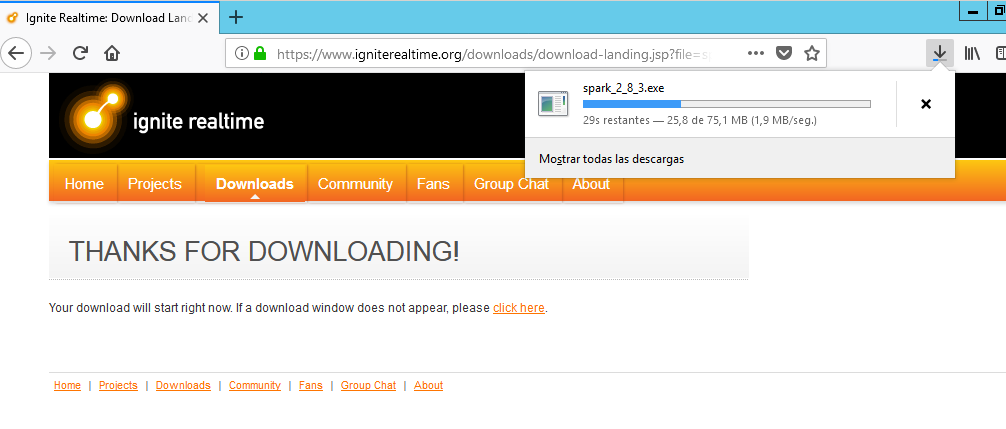 Ignite Realtime: Download Land
https://www.igniterealtime.org/downloads/download-landing.jsp?file=s
spark_2_8_3.exe
29s restantes — 25,8 de 75,1 MB (1,9 MB/seg.)
Mostrar todas las descargas
ignite realtime
Home Projects Downloads Community Fans Group Chat About
THANKS FOR DOWNLOADING!
Your download will start right now. If a download window does not appear, please click here.
Home | Projects | Downloads | Community | Fans | Group Chat | About